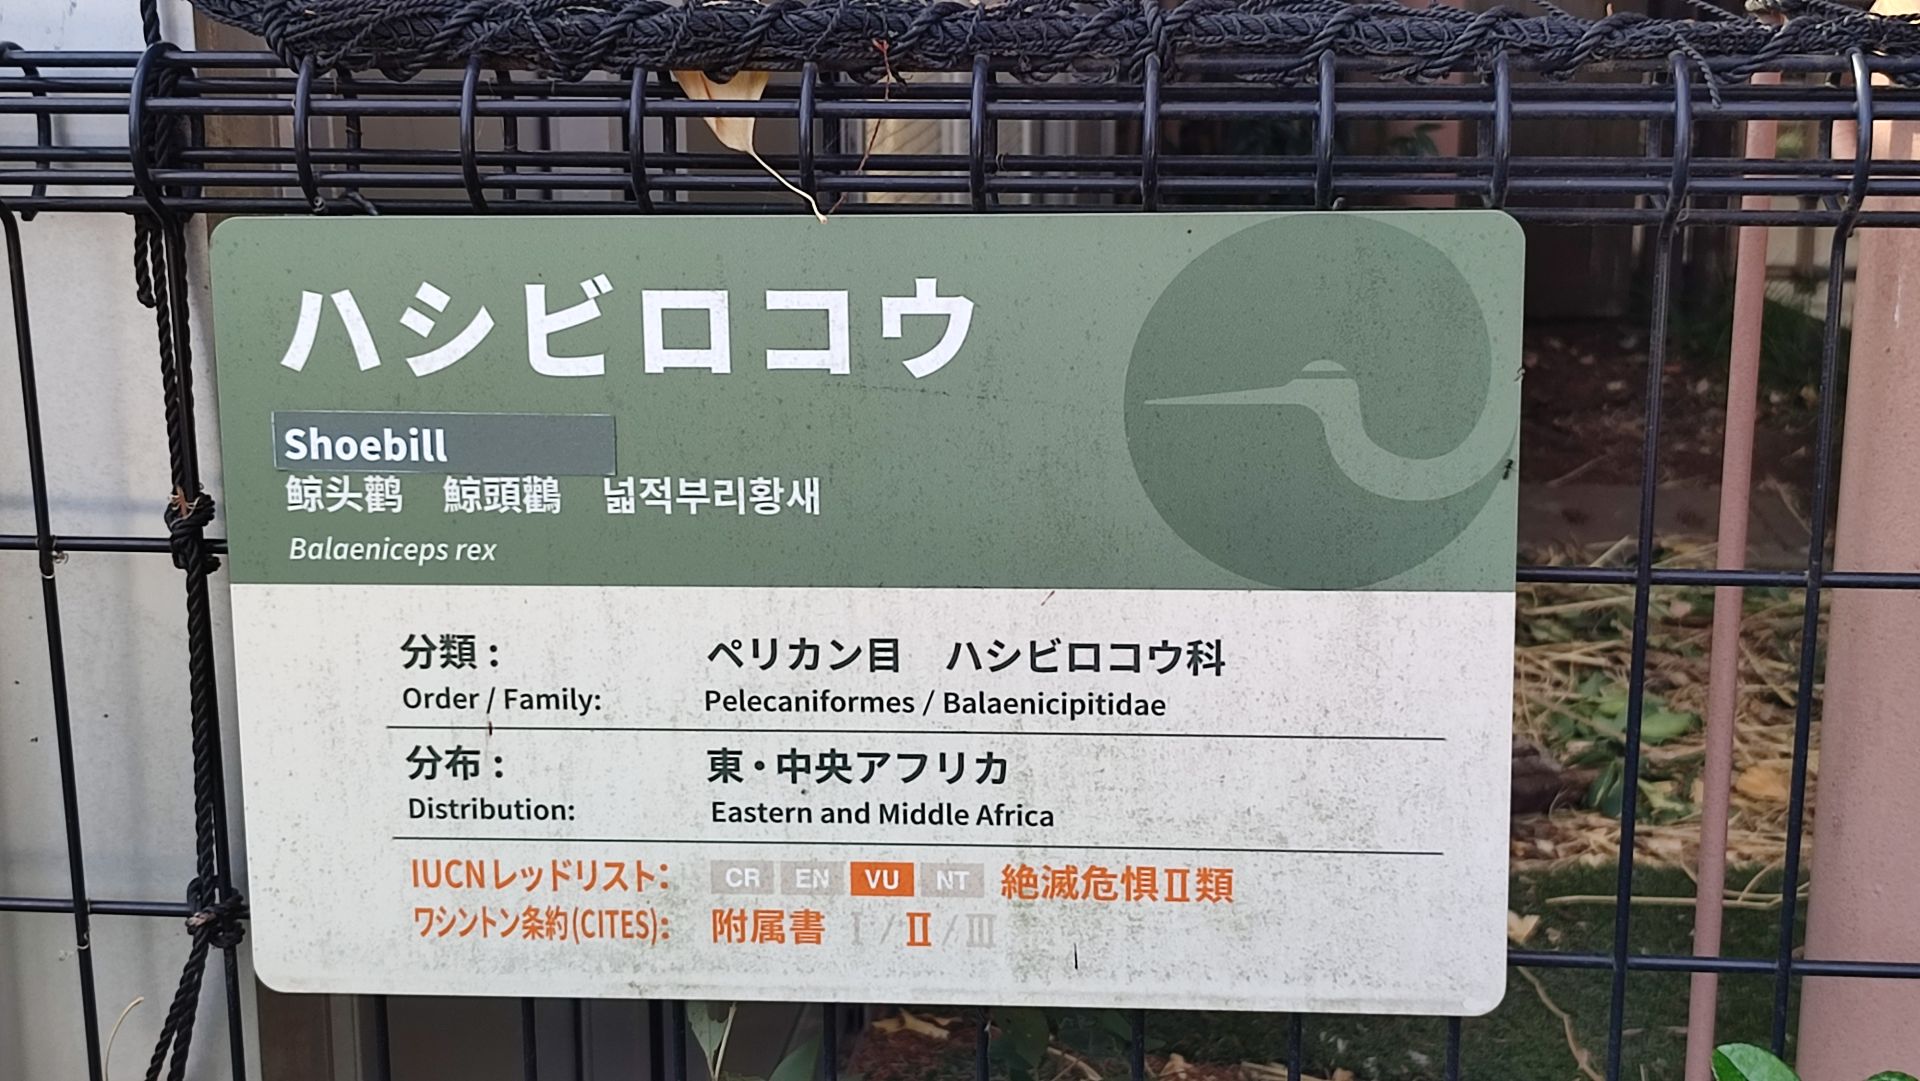 ハシビロコウ
Shoebill
鲸头鹳 鯨頭鸛 넓적부리황새
Balaeniceps rex
分類： ペリカン目 ハシビロコウ科
Order / Family: Pelecaniformes / Balaenicipitidae
分布： 東・中央アフリカ
Distribution: Eastern and Middle Africa
IUCNレッドリスト： CR EN VU NT 絶滅危惧Ⅱ類
ワシントン条約(CITES)： 附属書 Ⅰ/Ⅱ/Ⅲ